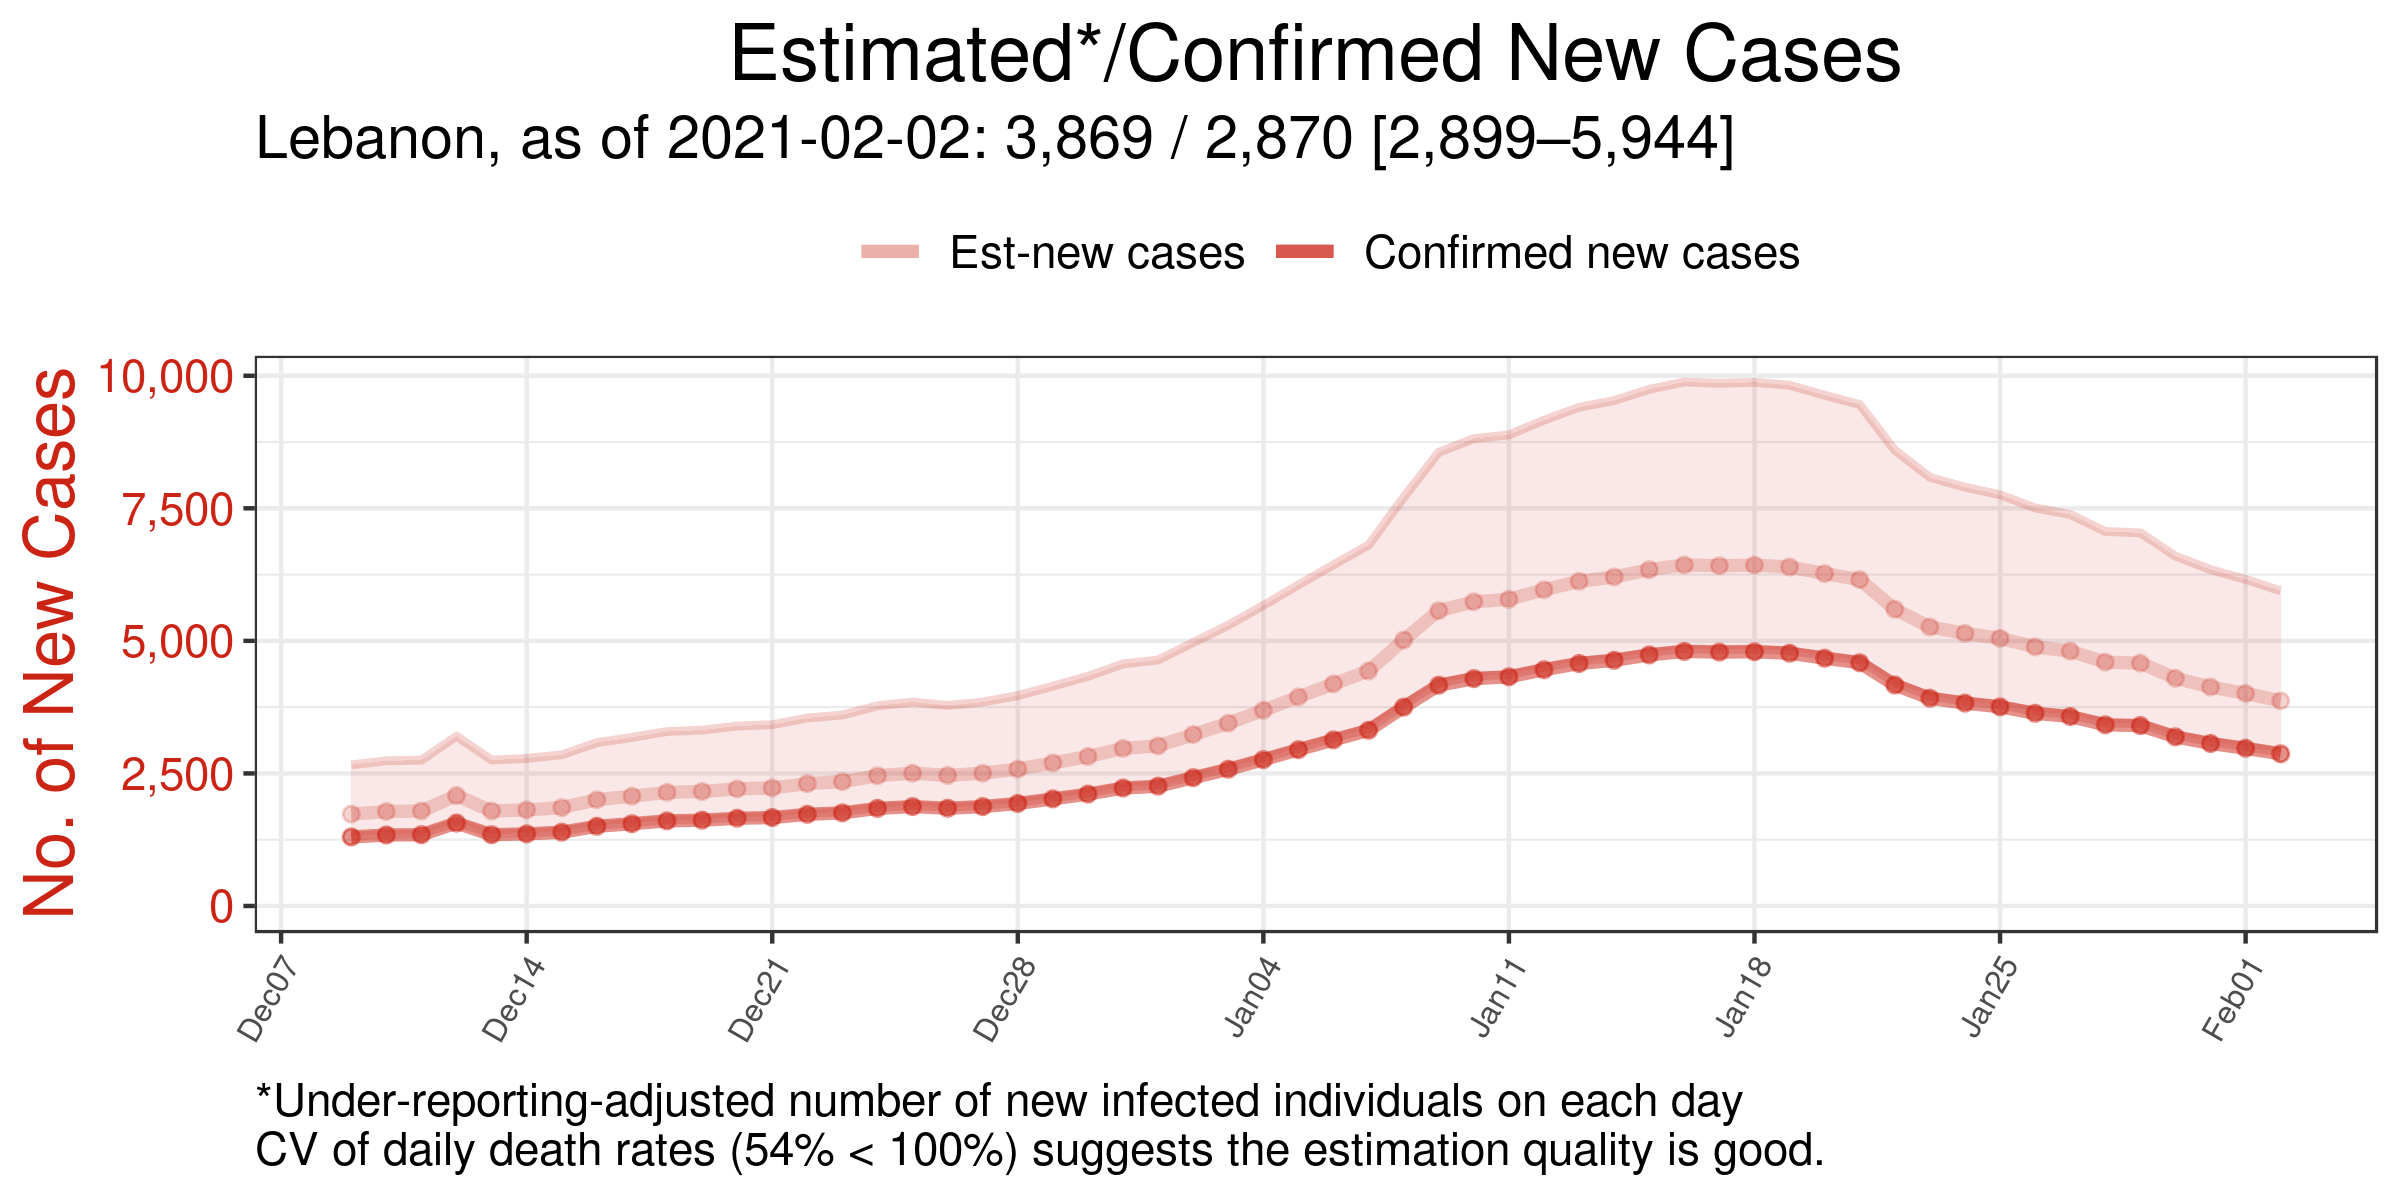 Estimated*/Confirmed New Cases
Lebanon, as of 2021-02-02: 3,869 / 2,870 [2,899–5,944]
Est-new cases
Confirmed new cases
No. of New Cases
10,000
7,500
5,000
2,500
0
Dec07
Dec14
Dec21
Dec28
Jan04
Jan11
Jan18
Jan25
Feb01
*Under-reporting-adjusted number of new infected individuals on each day
CV of daily death rates (54% < 100%) suggests the estimation quality is good.